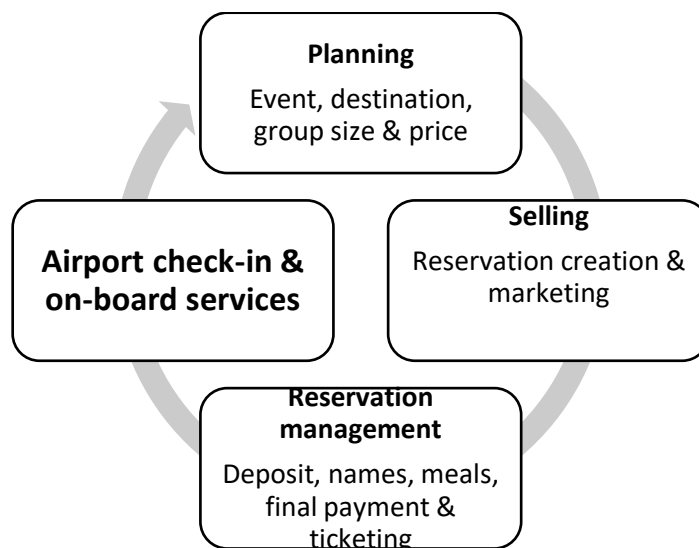 Planning
Event, destination,
group size & price
Selling
Reservation creation &
marketing
Airport check-in &
on-board services
Reservation
management
Deposit, names, meals,
final payment &
ticketing